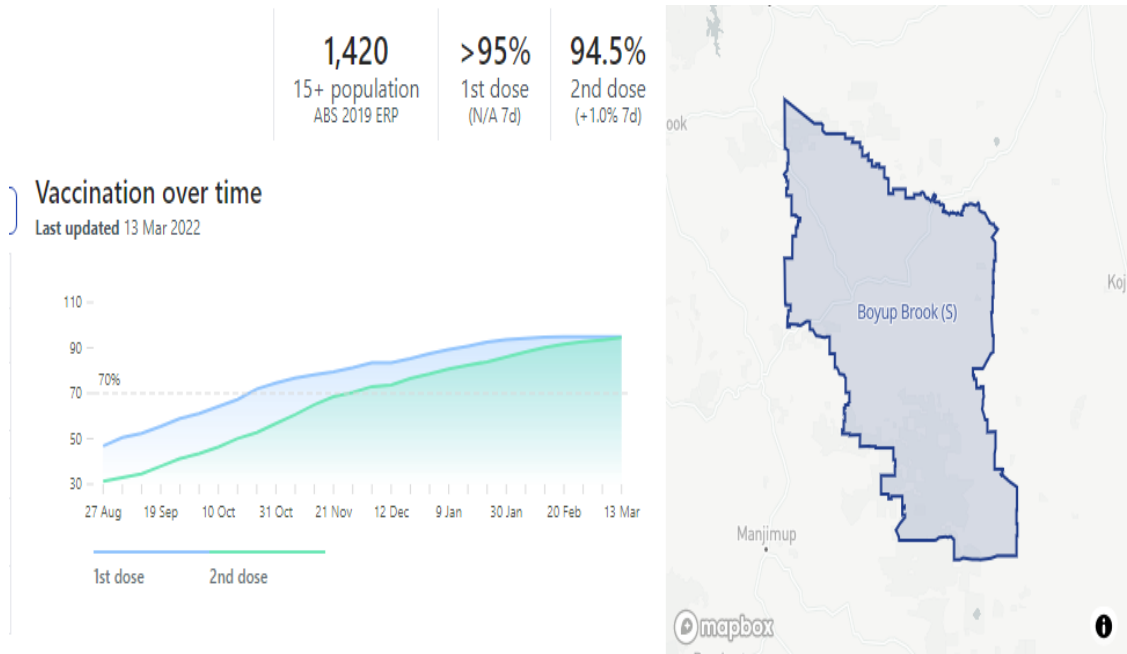 1,420
15+ population
ABS 2019 ERP
>95%
1st dose
(N/A 7d)
94.5%
2nd dose
(+1.0% 7d)
Vaccination over time
Last updated 13 Mar 2022
110
90
70%
70
50
30
27 Aug 19 Sep 10 Oct 31 Oct 21 Nov 12 Dec 9 Jan 30 Jan 20 Feb 13 Mar
1st dose 2nd dose
ook
Koj
Boyup Brook (S)
Manjimup
mapbox